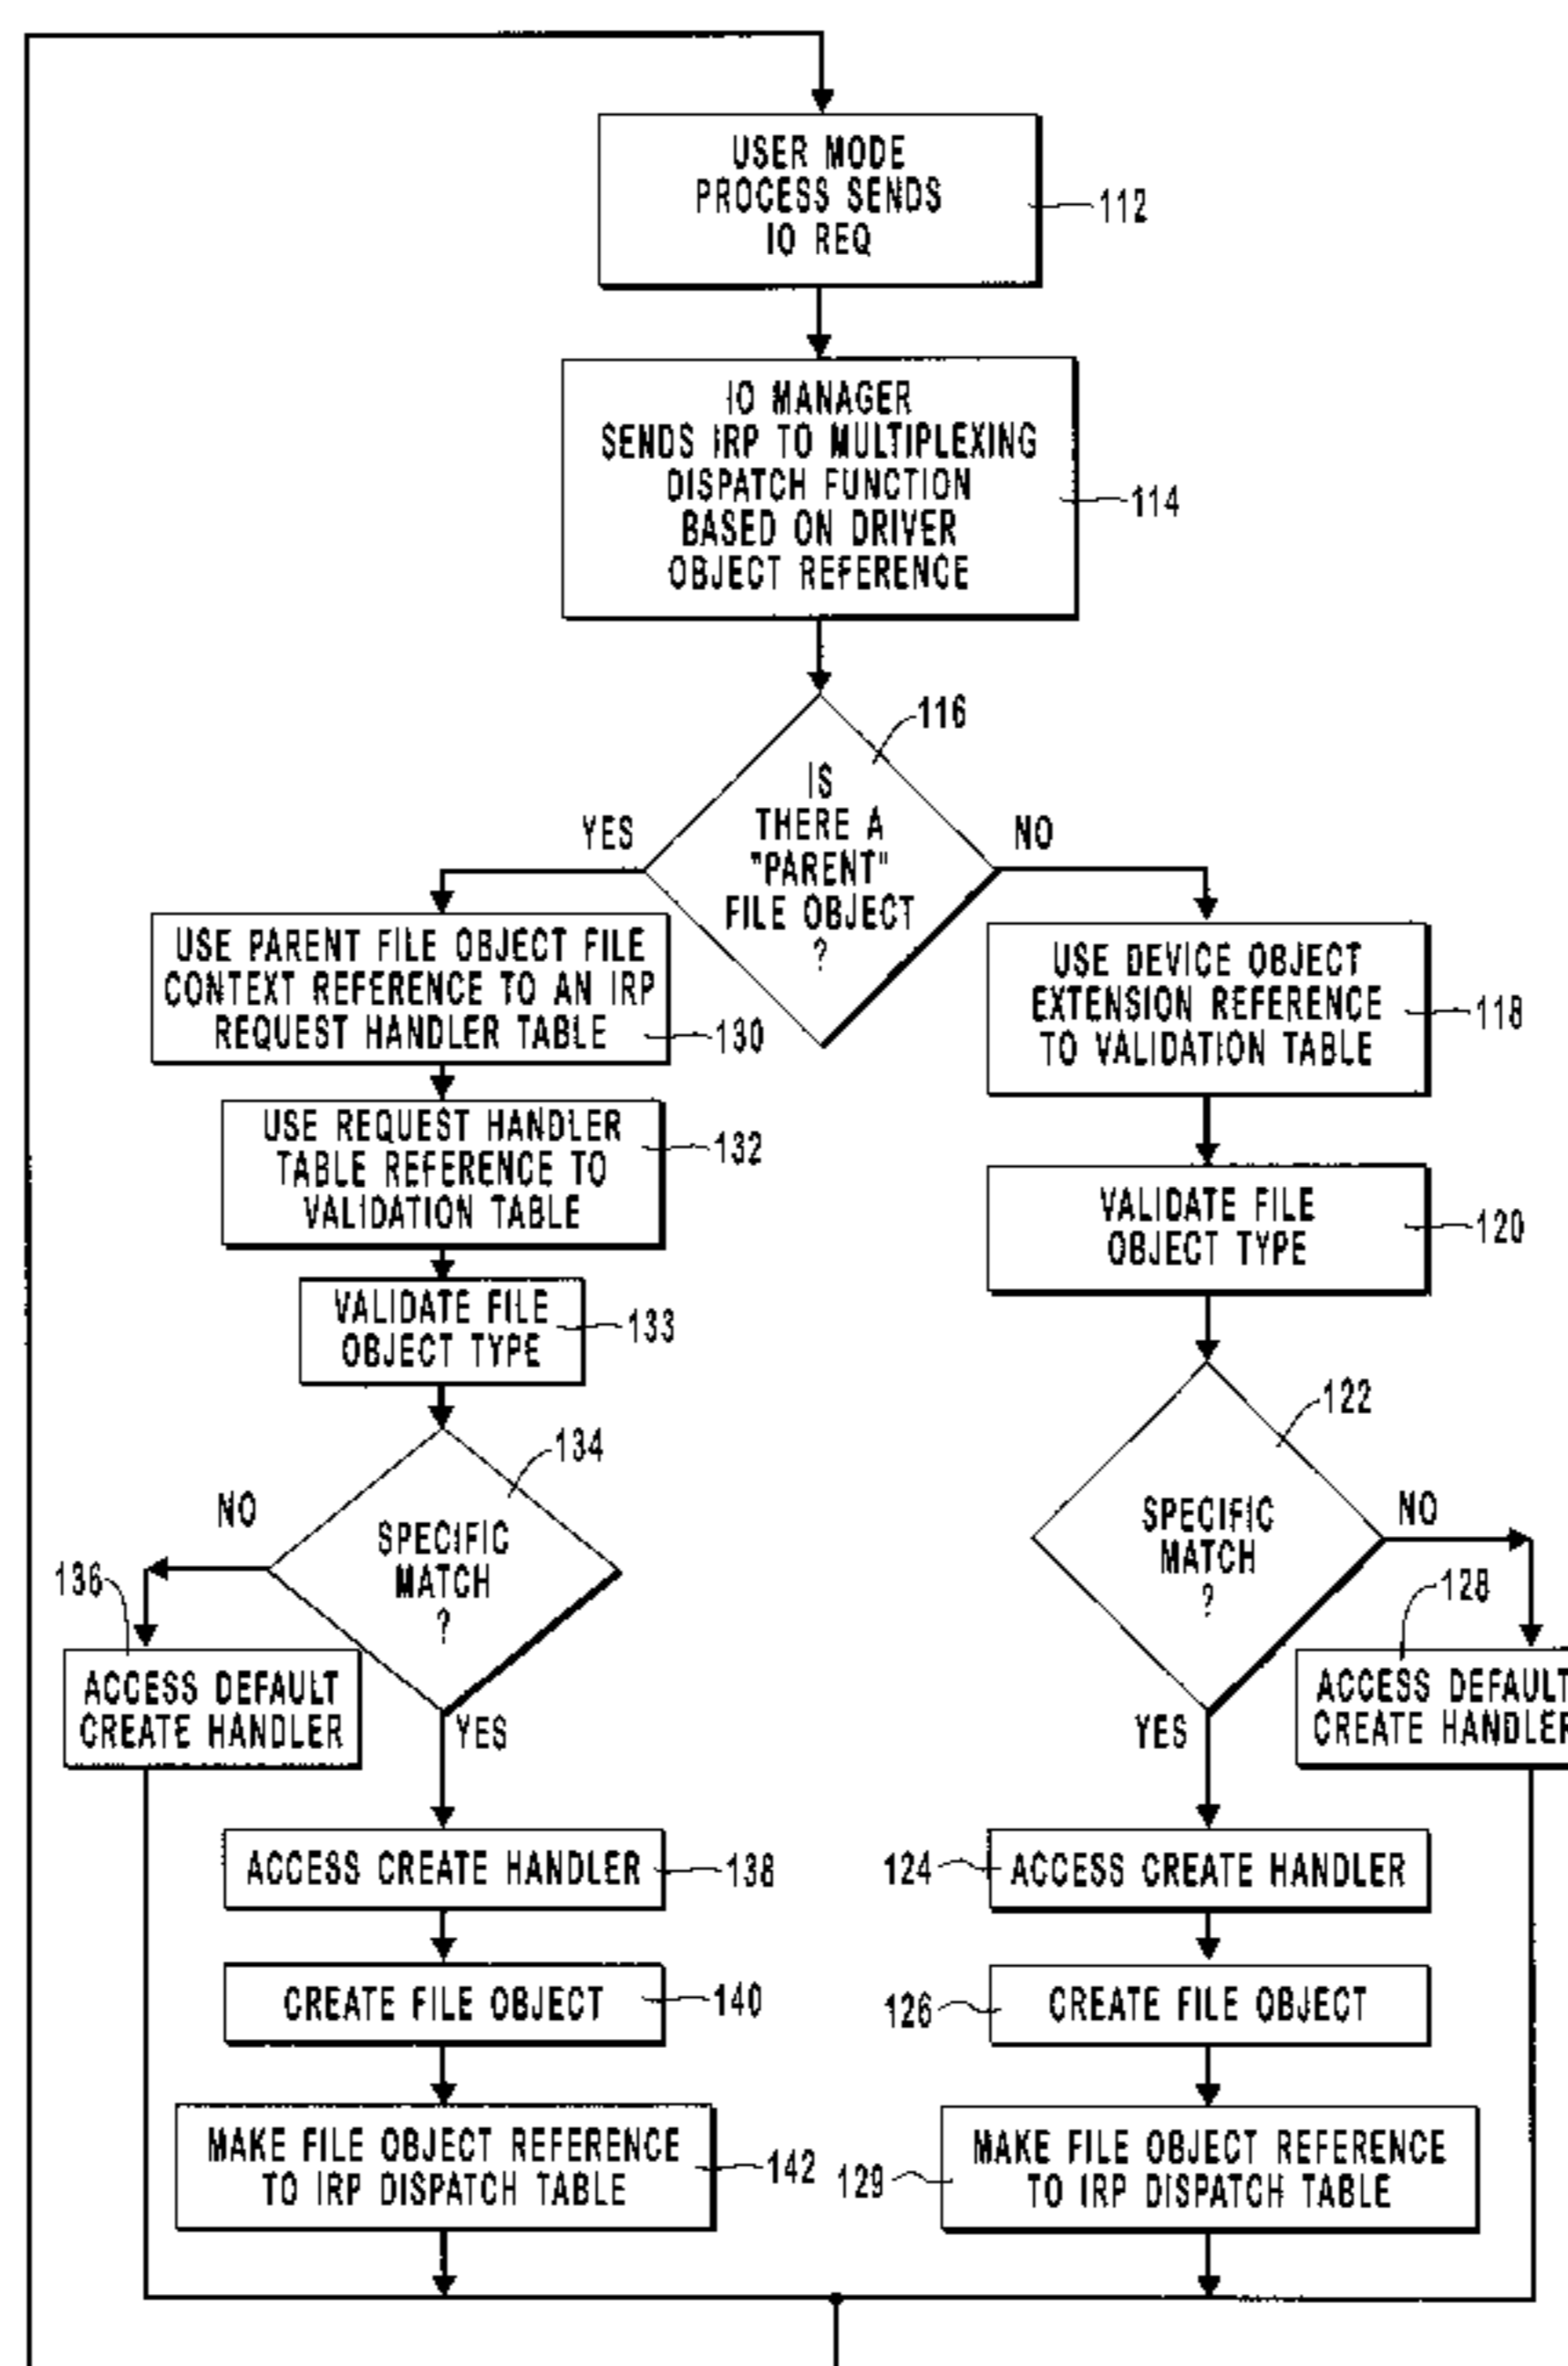 USER MODE
PROCESS SENDS
IO REQ
112
IO MANAGER
SENDS IRP TO MULTIPLEXING
DISPATCH FUNCTION
BASED ON DRIVER
OBJECT REFERENCE
114
116
IS
THERE A
"PARENT"
FILE OBJECT
?
YES
NO
USE PARENT FILE OBJECT FILE
CONTEXT REFERENCE TO AN IRP
REQUEST HANDLER TABLE
130
USE DEVICE OBJECT
EXTENSION REFERENCE
TO VALIDATION TABLE
118
USE REQUEST HANDLER
TABLE REFERENCE TO
VALIDATION TABLE
132
VALIDATE FILE
OBJECT TYPE
120
VALIDATE FILE
OBJECT TYPE
133
134
SPECIFIC
MATCH
?
NO
YES
122
SPECIFIC
MATCH
?
NO
YES
136
ACCESS DEFAULT
CREATE HANDLER
128
ACCESS DEFAULT
CREATE HANDLER
ACCESS CREATE HANDLER
138
124
ACCESS CREATE HANDLER
CREATE FILE OBJECT
140
126
CREATE FILE OBJECT
MAKE FILE OBJECT REFERENCE
TO IRP DISPATCH TABLE
142
129
MAKE FILE OBJECT REFERENCE
TO IRP DISPATCH TABLE